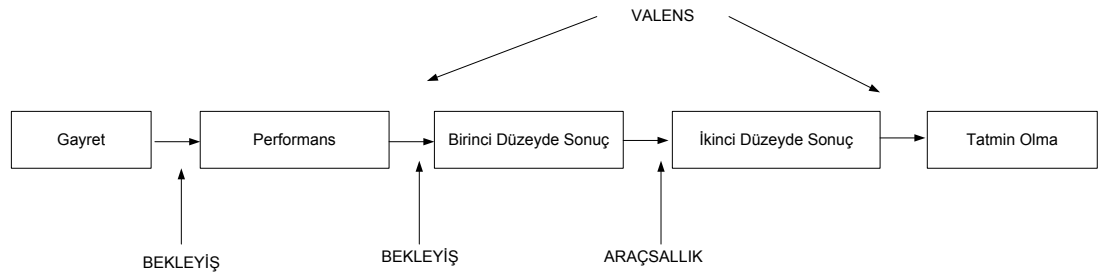 VALENS
Gayret
Performans
Birinci Düzeyde Sonuç
İkinci Düzeyde Sonuç
Tatmin Olma
BEKLEYİŞ
BEKLEYİŞ
ARAÇSALLIK